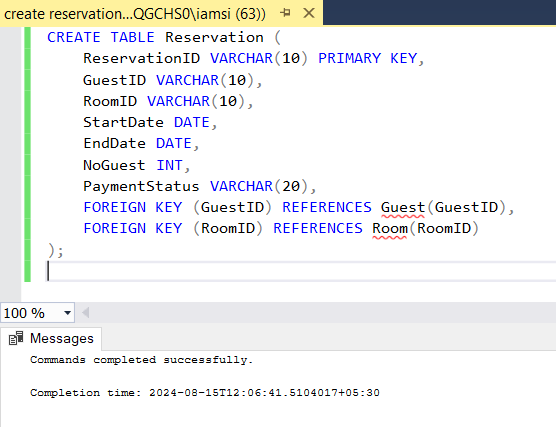 create reservation...QGCHS0\iamsi (63))
CREATE TABLE Reservation (
ReservationID VARCHAR(10) PRIMARY KEY,
GuestID VARCHAR(10),
RoomID VARCHAR(10),
StartDate DATE,
EndDate DATE,
NoGuest INT,
PaymentStatus VARCHAR(20),
FOREIGN KEY (GuestID) REFERENCES Guest(GuestID),
FOREIGN KEY (RoomID) REFERENCES Room(RoomID)
);
100 %
Messages
Commands completed successfully.
Completion time: 2024-08-15T12:06:41.5104017+05:30